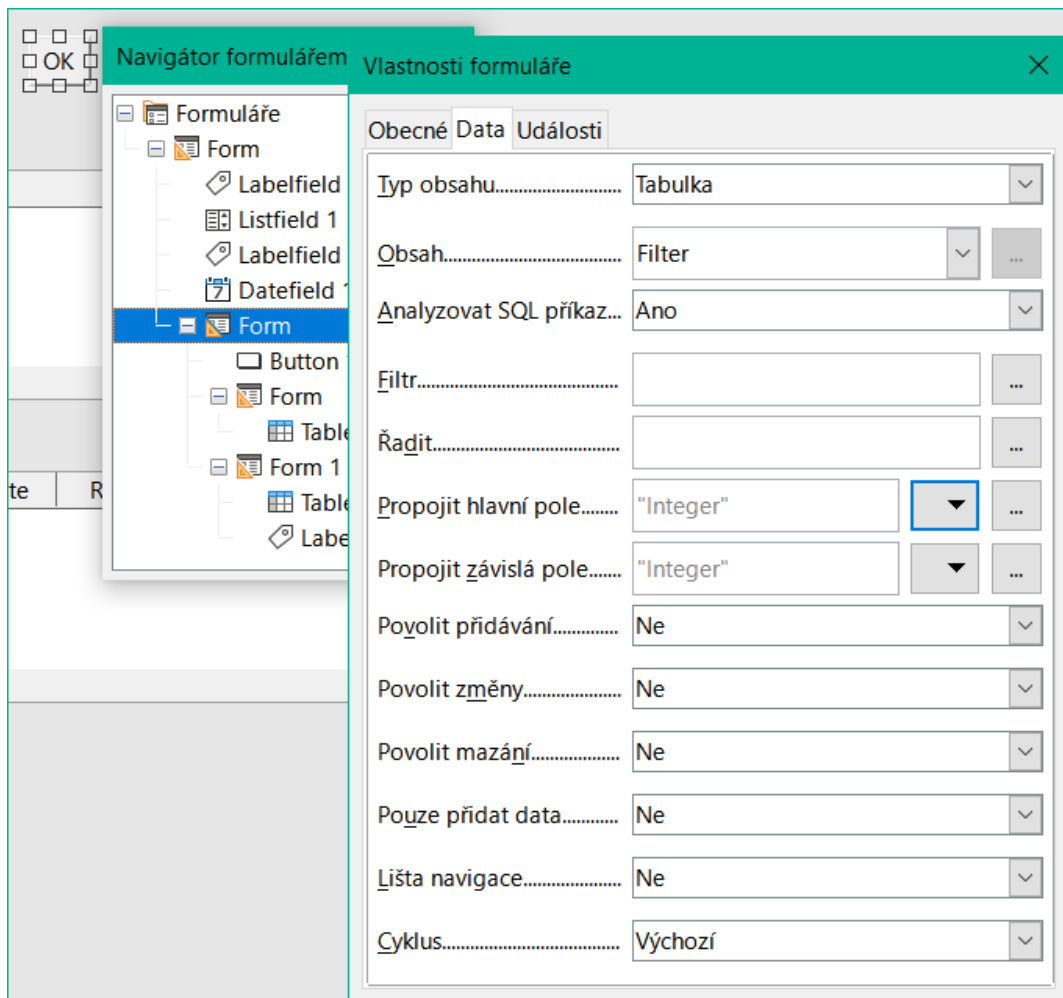 OK
Navigátor formulářem
Formuláře
Form
Labelfield
Listfield 1
Labelfield
Datefield
Form
Button
Form
Table
Form 1
Table
Labe
te R
Vlastnosti formuláře
Obecné Data Události
Typ obsahu............................ Tabulka
Obsah....................................... Filter ...
Analyzovat SQL příkaz... Ano
Filtr............................................ ...
Řadit......................................... ...
Propojit hlavní pole........ "Integer" ...
Propojit závislá pole....... "Integer" ...
Povolit přidávání.............. Ne
Povolit změny...................... Ne
Povolit mazání.................... Ne
Pouze přidat data............ Ne
Lišta navigace...................... Ne
Cyklus....................................... Výchozí